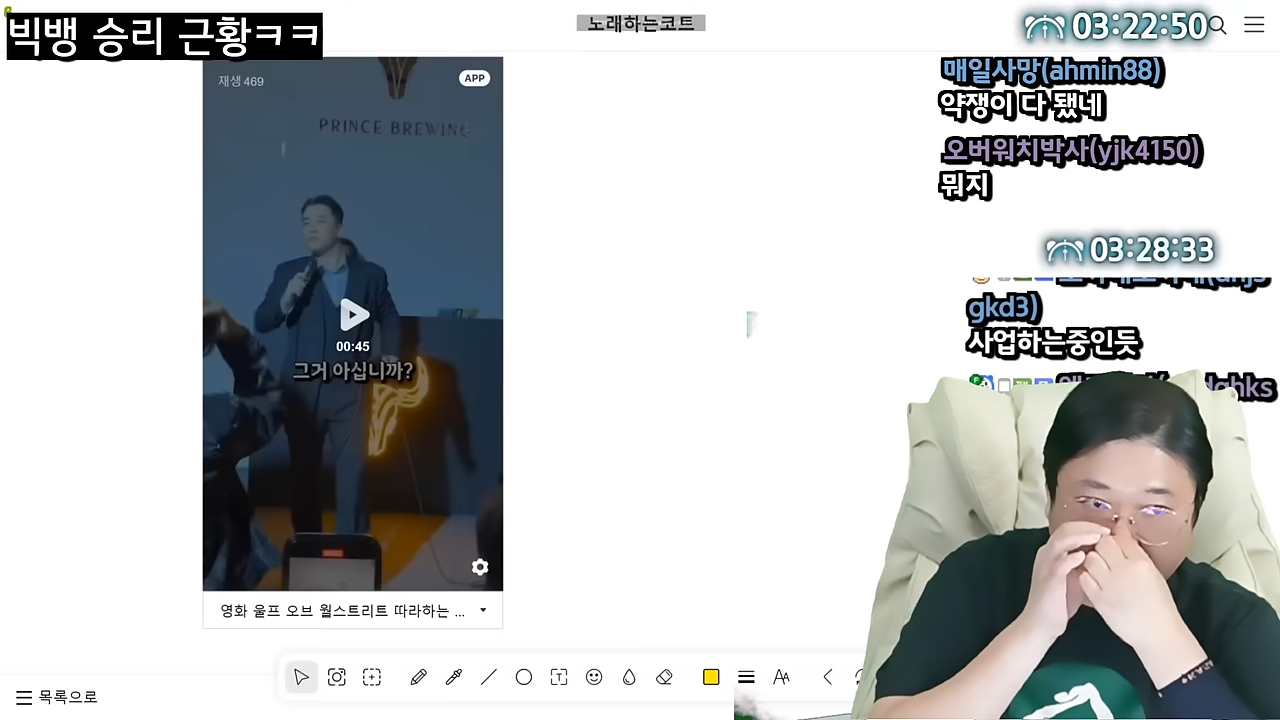 빅뱅 승리 근황ㅋㅋ
노래하는코트
03:22:50
재생 469
APP
PRINCE BREWING
매일사망(ahmin88)
약쟁이 다 됐네
오버워치박사(yjk4150)
뭐지
03:28:33
gkd3)
사업하는중인듯
00:45
그거 아십니까?
영화 울프 오브 월스트리트 따라하는 ...
목록으로